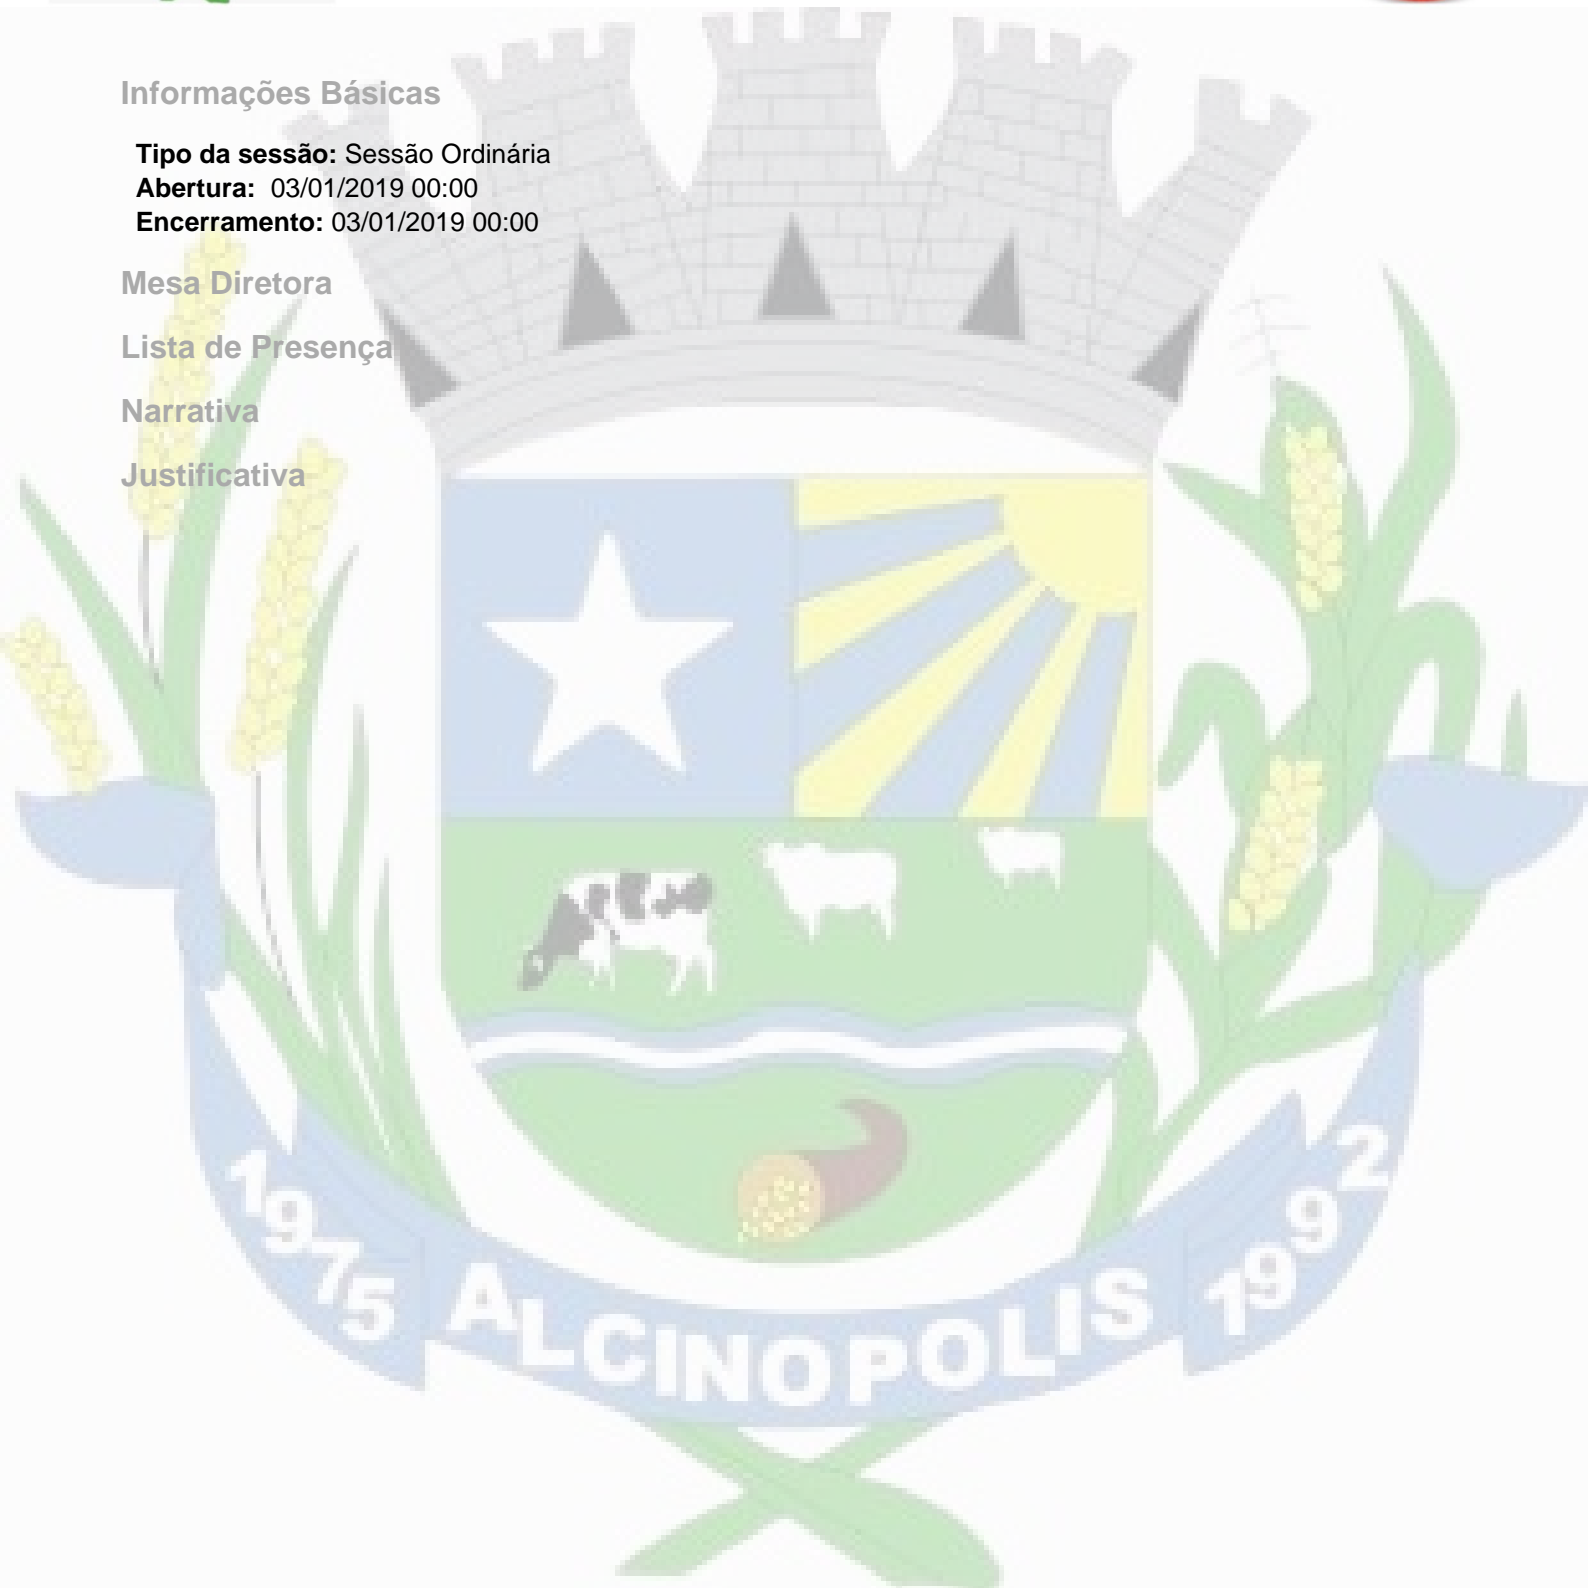 Informações Básicas
Tipo da sessão: Sessão Ordinária
Abertura: 03/01/2019 00:00
Encerramento: 03/01/2019 00:00
Mesa Diretora
Lista de Presença
Narrativa
Justificativa
1975 ALCINOPOLIS 1992